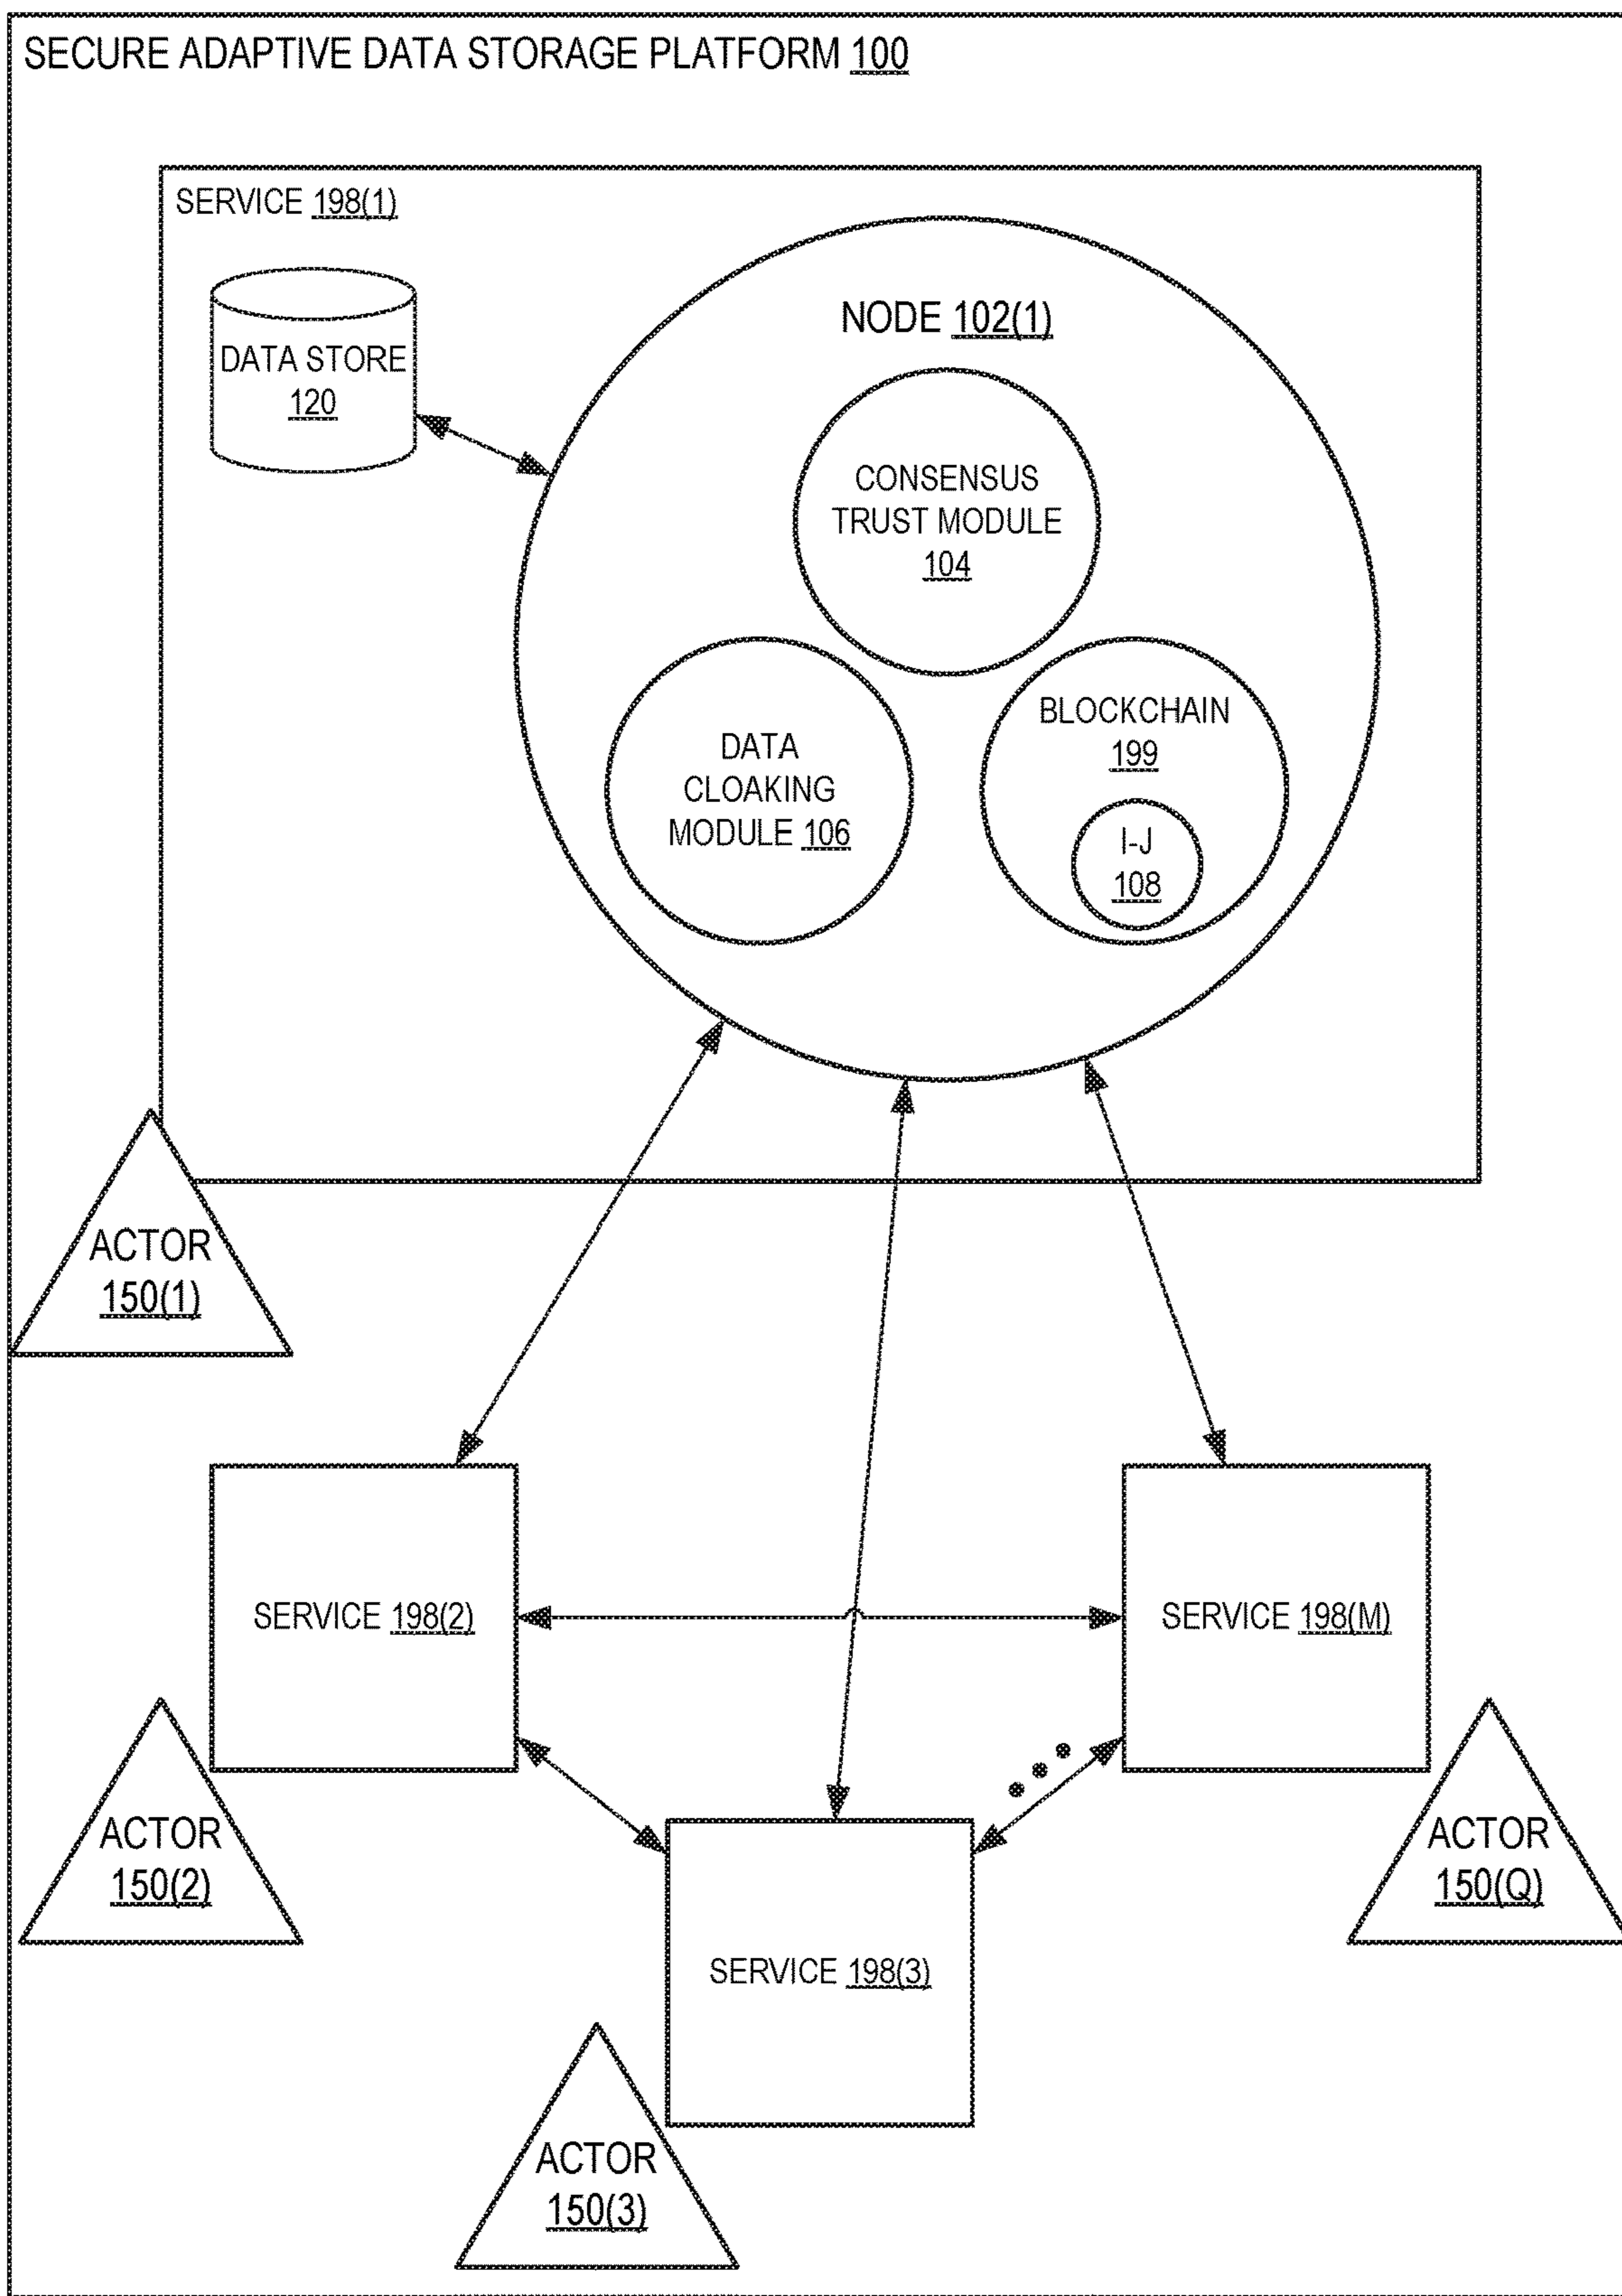 SECURE ADAPTIVE DATA STORAGE PLATFORM 100
SERVICE 198(1)
NODE 102(1)
DATA STORE
120
CONSENSUS
TRUST MODULE
104
DATA
CLOAKING
MODULE 106
BLOCKCHAIN
199
I-J
108
ACTOR
150(1)
SERVICE 198(2)
SERVICE 198(M)
ACTOR
150(2)
ACTOR
150(Q)
SERVICE 198(3)
ACTOR
150(3)